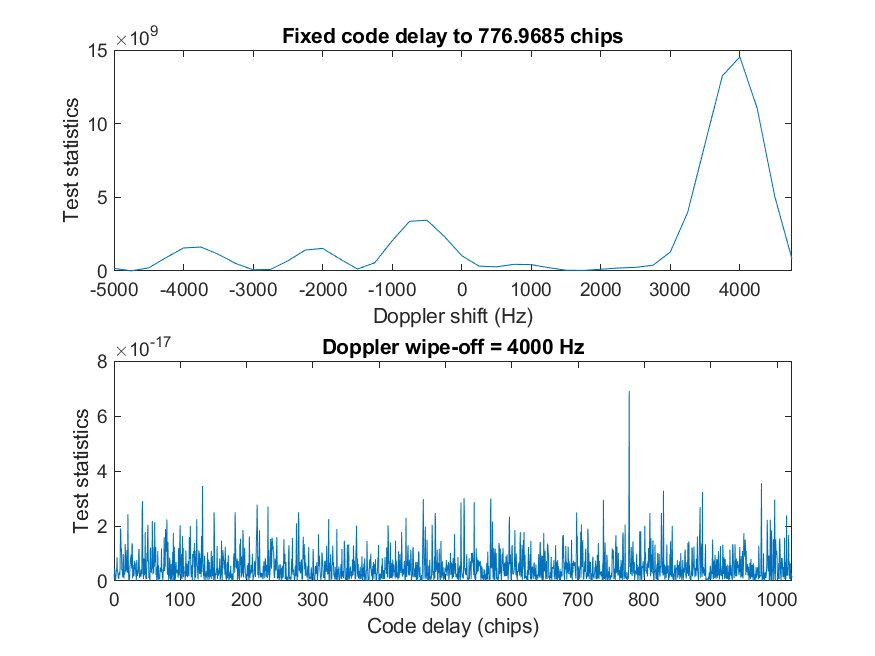 ×10^9
Fixed code delay to 776.9685 chips
15
10
5
0
Test statistics
-5000 -4000 -3000 -2000 -1000 0 1000 2000 3000 4000
Doppler shift (Hz)
×10^-17
Doppler wipe-off = 4000 Hz
8
6
4
2
0
Test statistics
0 100 200 300 400 500 600 700 800 900 1000
Code delay (chips)